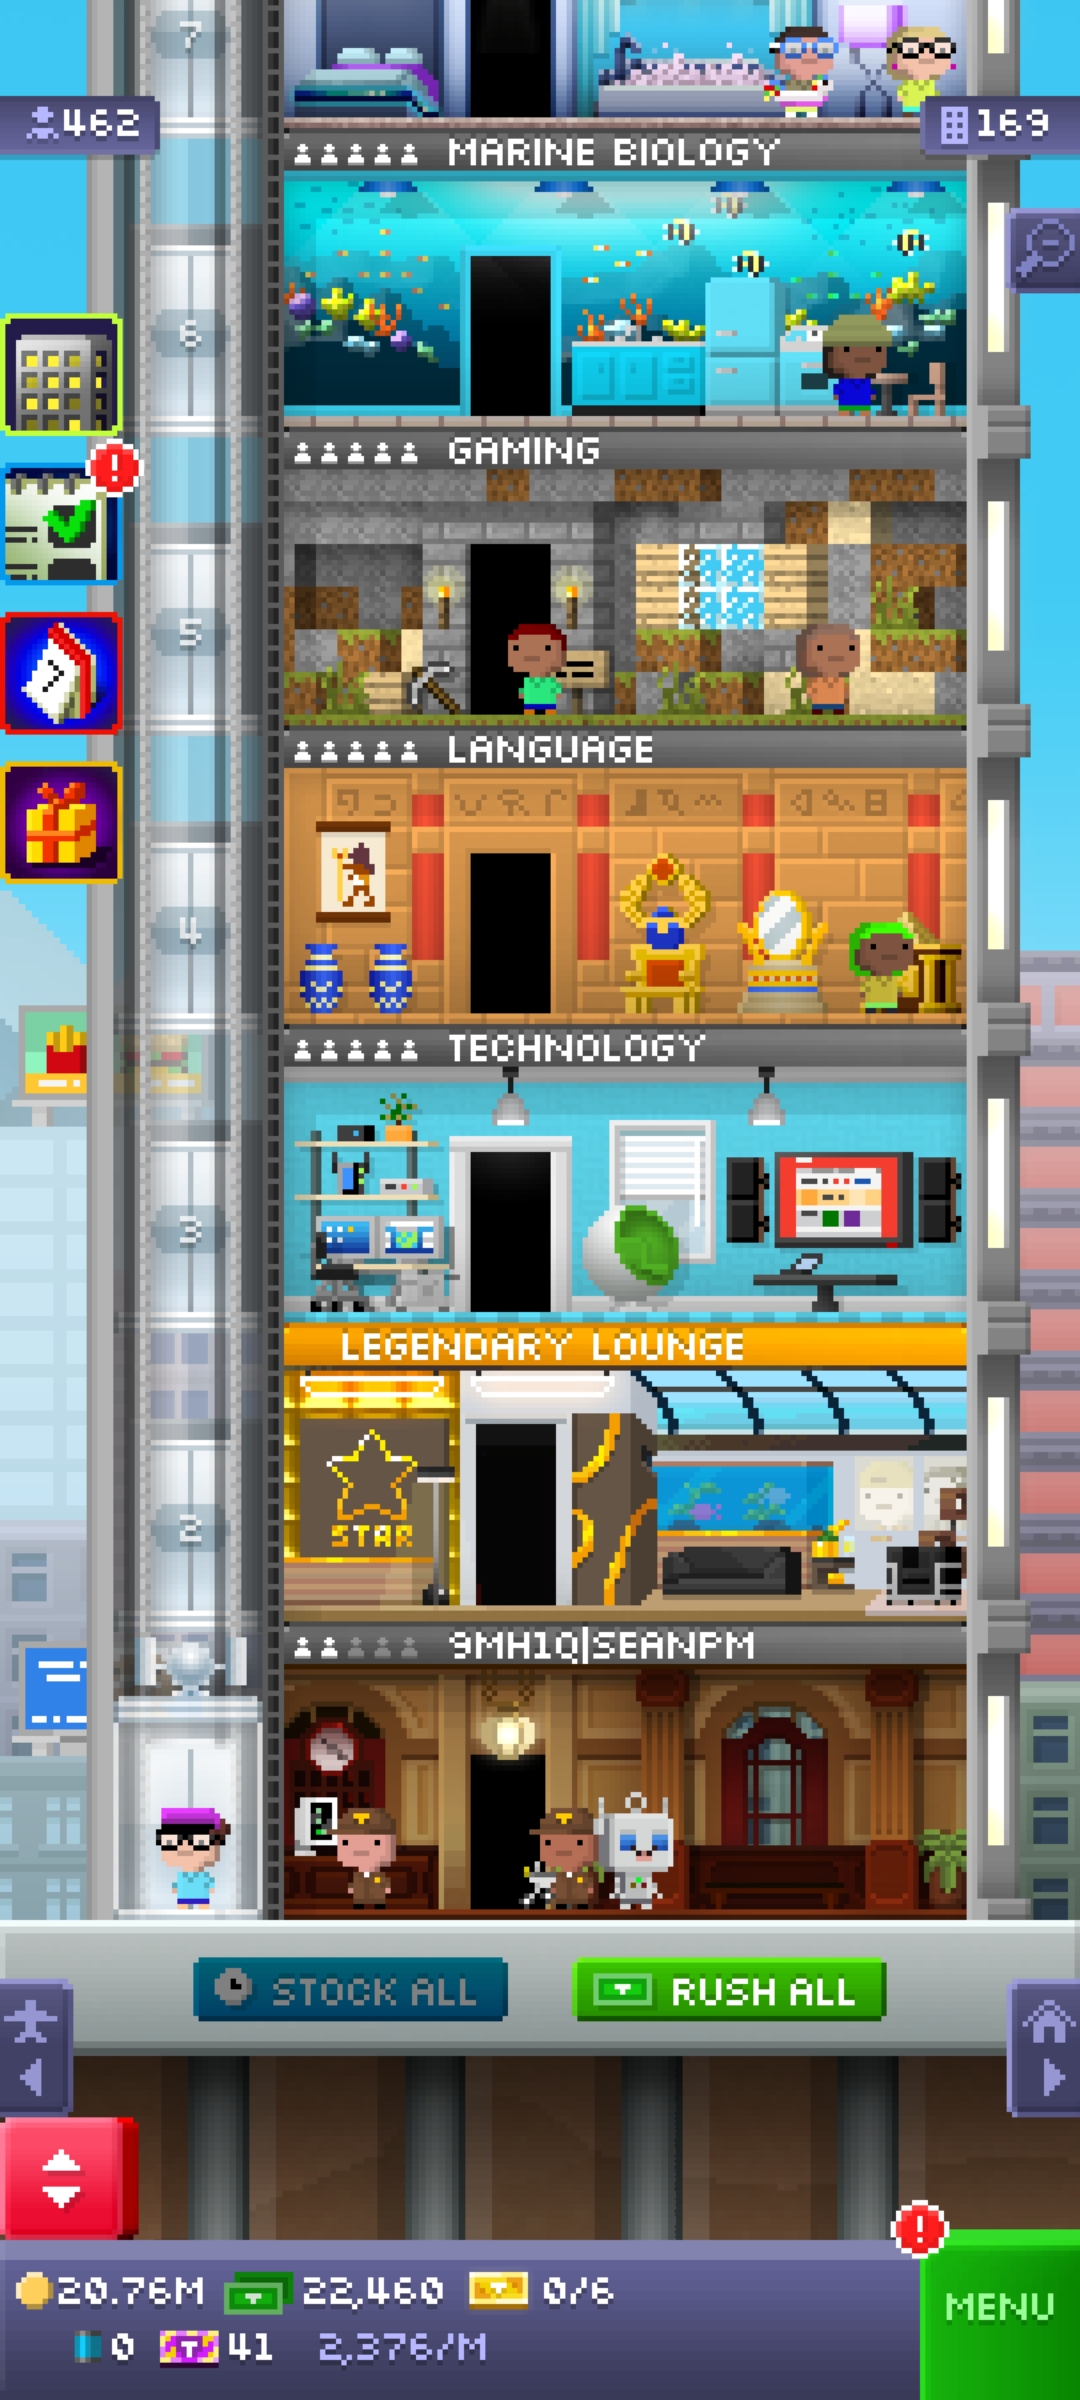 7
462
169
MARINE BIOLOGY
6
GAMING
5
LANGUAGE
4
TECHNOLOGY
3
LEGENDARY LOUNGE
STAR
2
9MH1Q|SEANPM
STOCK ALL
RUSH ALL
20.76M 22,460 0/6
MENU
0 41 2,376/M